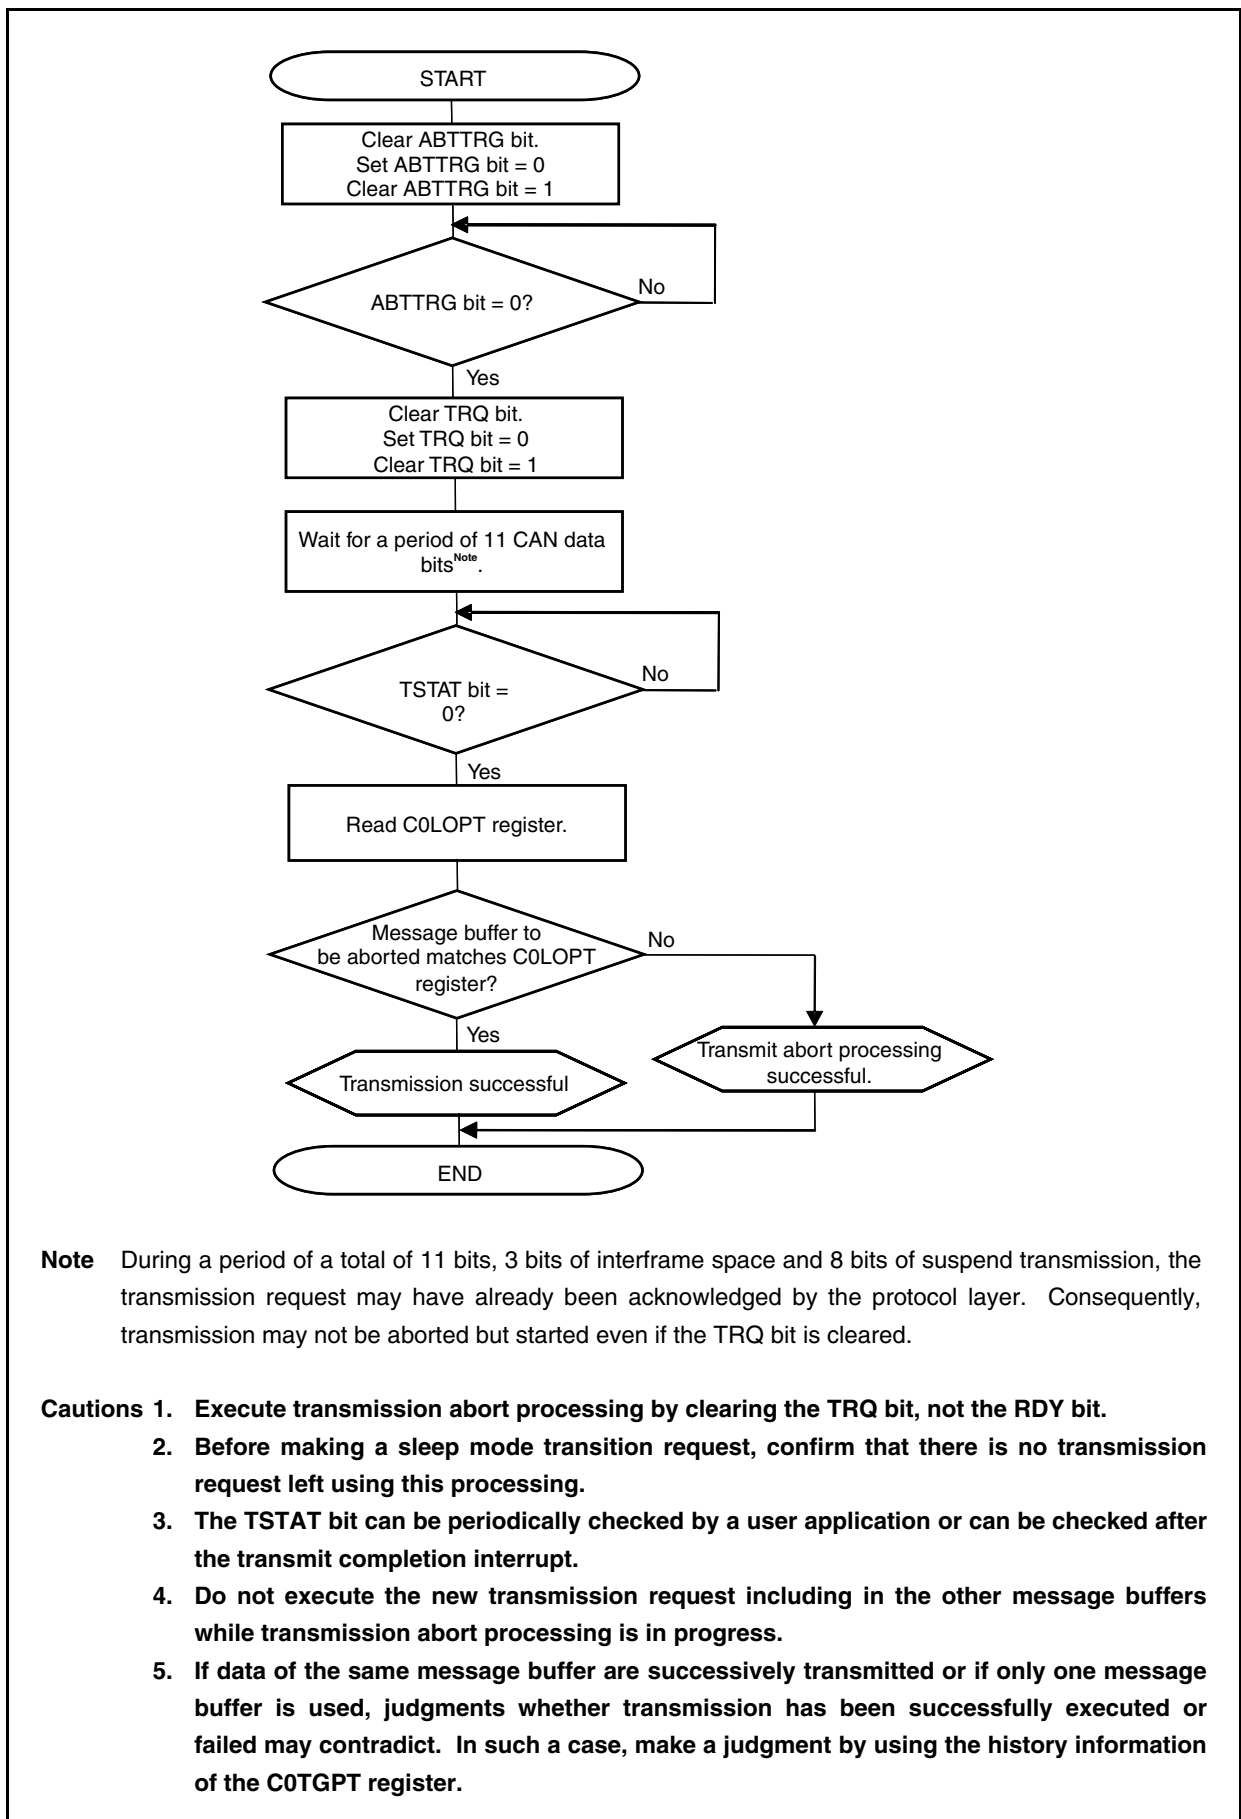 START
Clear ABTTRG bit.
Set ABTTRG bit = 0
Clear ABTTRG bit = 1
ABTTRG bit = 0?
No
Yes
Clear TRQ bit.
Set TRQ bit = 0
Clear TRQ bit = 1
Wait for a period of 11 CAN data
bitsNote.
No
TSTAT bit =
0?
Yes
Read C0LOPT register.
Message buffer to
be aborted matches C0LOPT
register?
No
Yes
Transmit abort processing
successful.
Transmission successful
END
Note During a period of a total of 11 bits, 3 bits of interframe space and 8 bits of suspend transmission, the
transmission request may have already been acknowledged by the protocol layer. Consequently,
transmission may not be aborted but started even if the TRQ bit is cleared.
Cautions 1. Execute transmission abort processing by clearing the TRQ bit, not the RDY bit.
2. Before making a sleep mode transition request, confirm that there is no transmission
request left using this processing.
3. The TSTAT bit can be periodically checked by a user application or can be checked after
the transmit completion interrupt.
4. Do not execute the new transmission request including in the other message buffers
while transmission abort processing is in progress.
5. If data of the same message buffer are successively transmitted or if only one message
buffer is used, judgments whether transmission has been successfully executed or
failed may contradict. In such a case, make a judgment by using the history information
of the C0TGPT register.